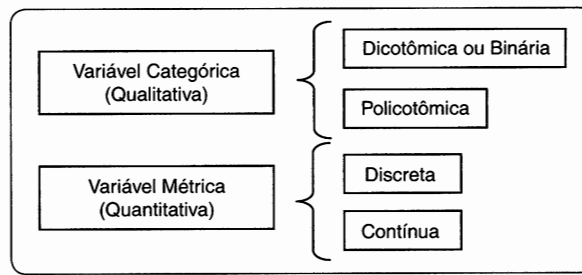 Variável Categórica
(Qualitativa)
Dicotômica ou Binária
Policotômica
Variável Métrica
(Quantitativa)
Discreta
Contínua